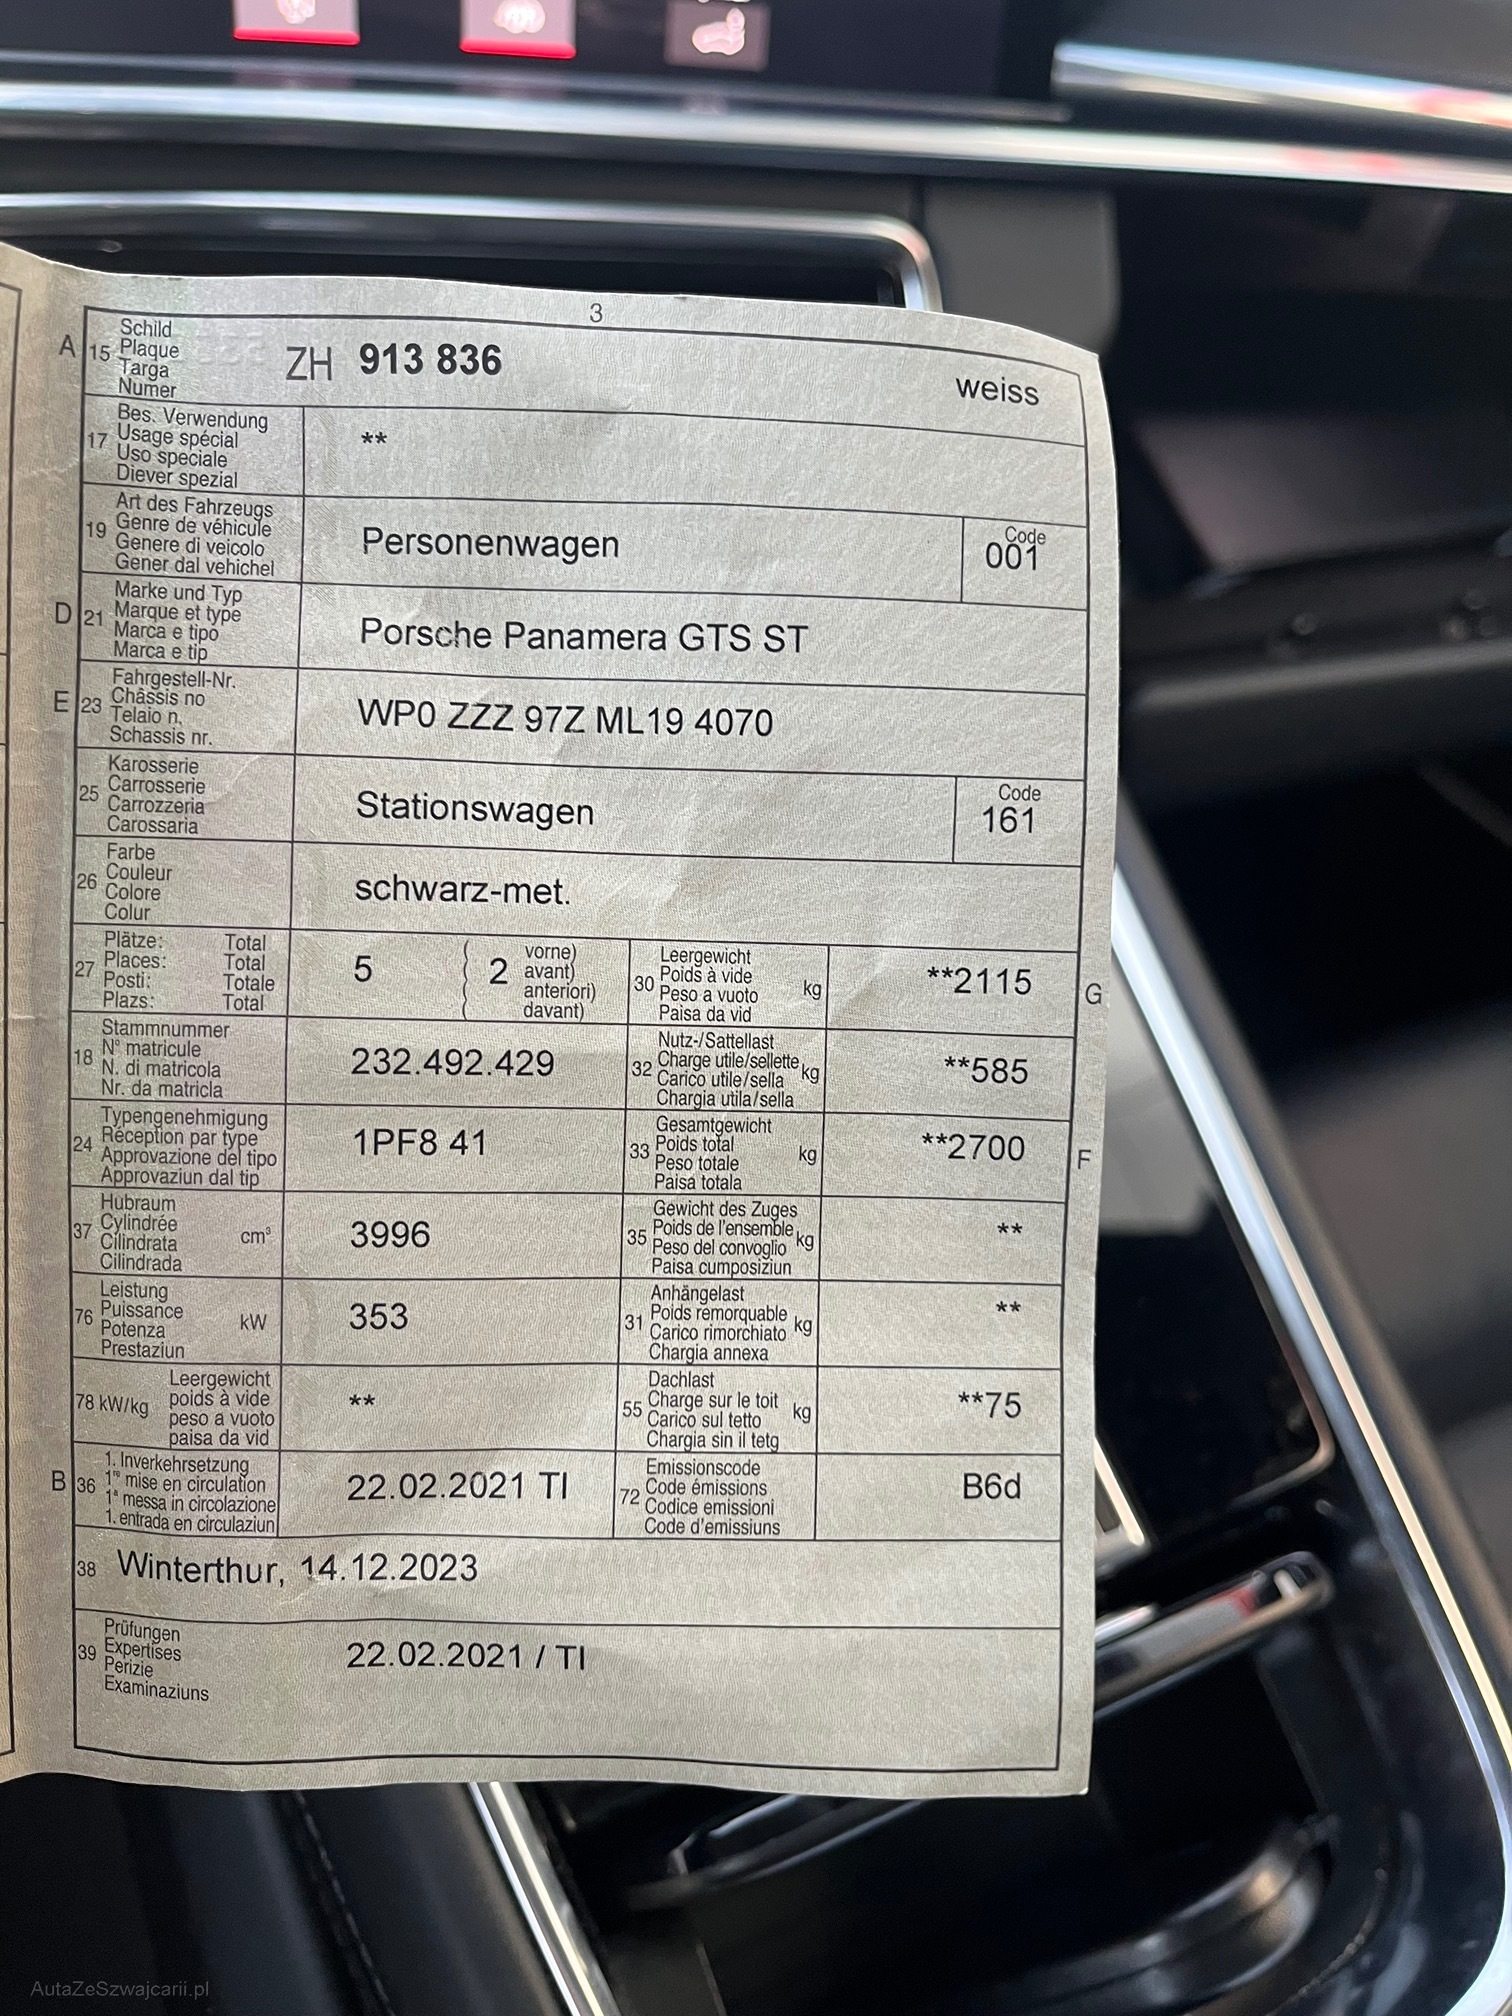 3
A 15 Schild
Plaque
Targa
Numer
ZH 913 836 weiss
17 Bes. Verwendung
Usage spécial
Uso speciale
Diever spezial
**
19 Art des Fahrzeugs
Genre de véhicule
Genere di veicolo
Gener dal vehichel
Personenwagen
Code
001
D 21 Marke und Typ
Marque et type
Marca e tipo
Marca e tip
Porsche Panamera GTS ST
E 23 Fahrgestell-Nr.
Châssis no
Telaio n.
Schassis nr.
WP0 ZZZ 97Z ML19 4070
25 Karosserie
Carrosserie
Carrozzeria
Carossaria
Stationswagen
Code
161
26 Farbe
Couleur
Colore
Colur
schwarz-met.
27 Plätze: Total
Places: Total
Posti: Totale
Plazs: Total
5 ( 2 vorne)
avant)
anteriori)
davant)
30 Leergewicht
Poids à vide
Peso a vuoto
Paisa da vid
kg
**2115
G
18 Stammnummer
N° matricule
N. di matricola
Nr. da matricla
232.492.429
32 Nutz-/Sattellast
Charge utile/sellette
Carico utile/sella
Chargia utila/sella
kg
**585
24 Typengenehmigung
Réception par type
Approvazione del tipo
Approvaziun dal tip
1PF8 41
33 Gesamtgewicht
Poids total
Peso totale
Paisa totala
kg
**2700
F
37 Hubraum
Cylindrée
Cilindrata
Cilindrada
cm³
3996
35 Gewicht des Zuges
Poids de l'ensemble
Peso del convoglio
Paisa cumposiziun
kg
**
76 Leistung
Puissance
Potenza
Prestaziun
kW
353
31 Anhängelast
Poids remorquable
Carico rimorchiato
Chargia annexa
kg
**
78 kW/kg Leergewicht
poids à vide
peso a vuoto
paisa da vid
**
55 Dachlast
Charge sur le toit
Carico sul tetto
Chargia sin il tetg
kg
**75
B 36 1. Inverkehrsetzung
1re mise en circulation
1a messa in circolazione
1. entrada en circulaziun
22.02.2021 TI
72 Emissionscode
Code émissions
Codice emissioni
Code d'emissiuns
B6d
38 Winterthur, 14.12.2023
39 Prüfungen
Expertises
Perizie
Examinaziuns
22.02.2021 / TI
AutaZeSzwajcarii.pl